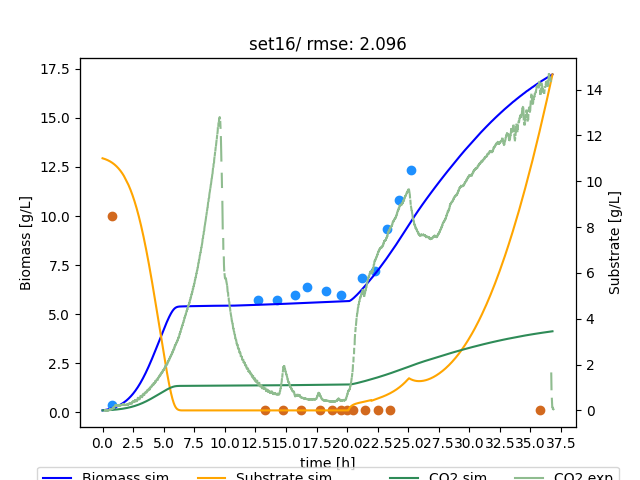 set16/ rmse: 2.096
17.5
15.0
12.5
10.0
7.5
5.0
2.5
0.0
Biomass [g/L]
14
12
10
8
6
4
2
0
Substrate [g/L]
0.0 2.5 5.0 7.5 10.0 12.5 15.0 17.5 20.0 22.5 25.0 27.5 30.0 32.5 35.0 37.5
time [h]
Biomass sim Substrate sim CO2 sim CO2 exp